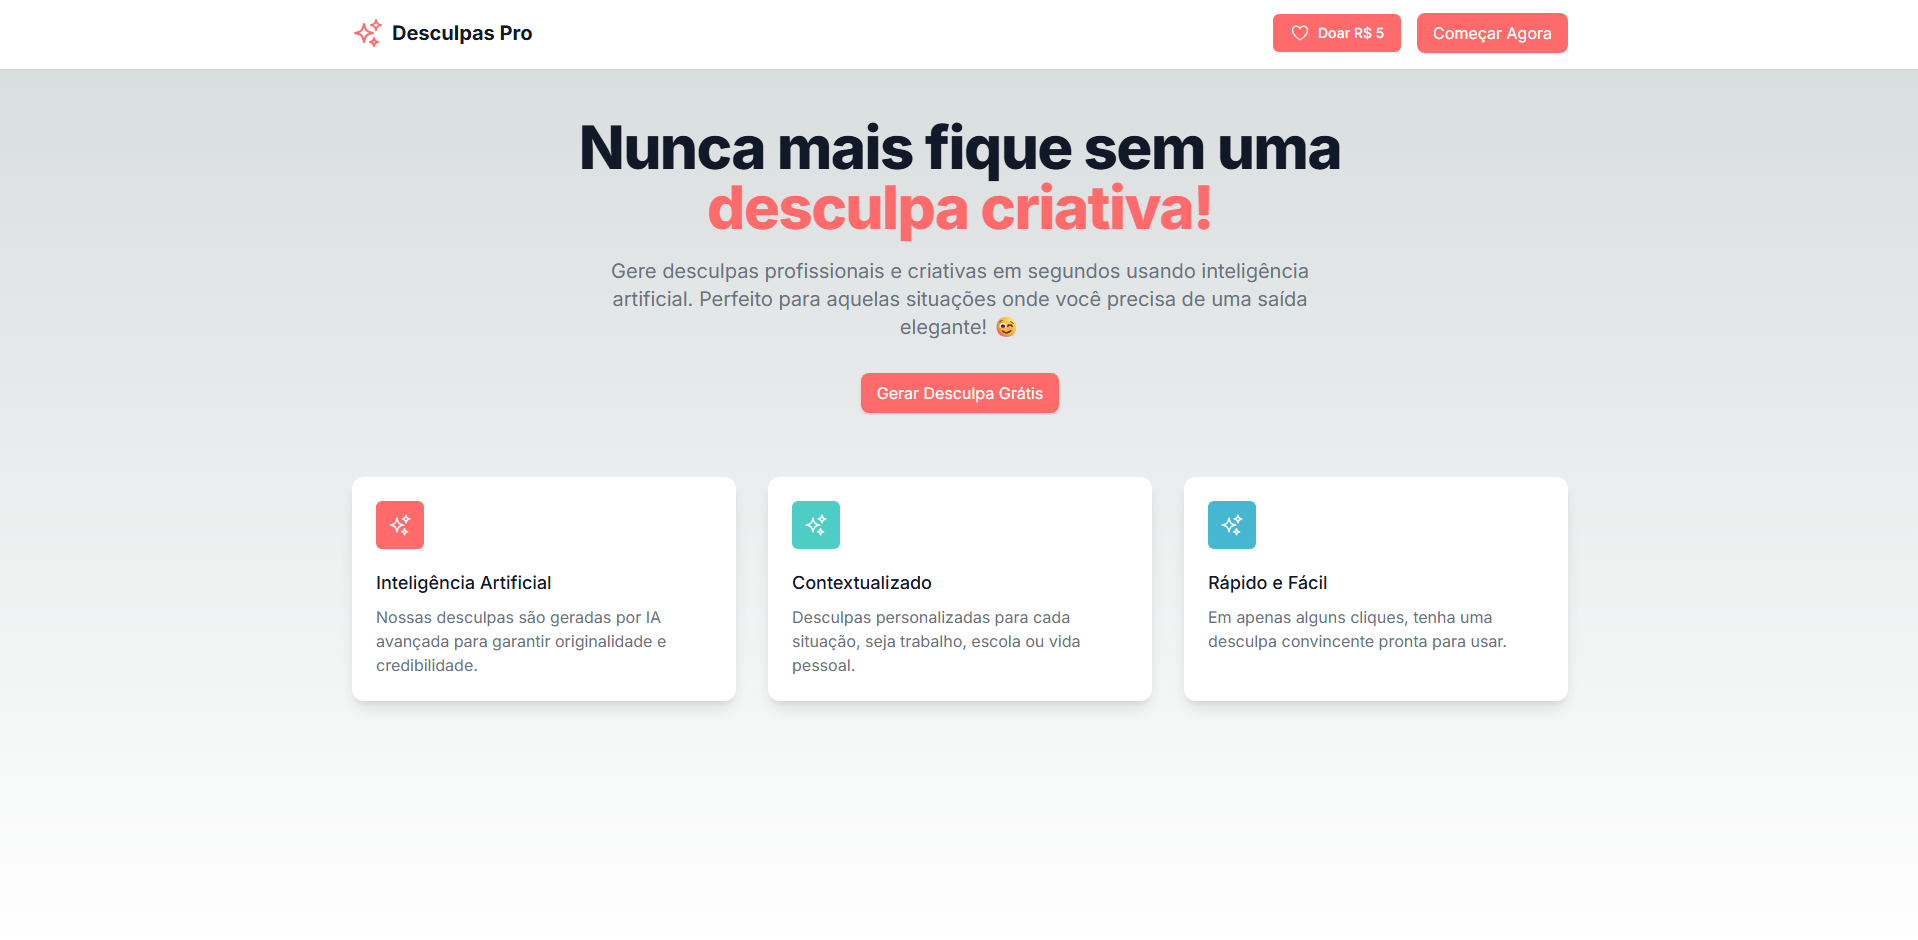 Desculpas Pro
Doar R$ 5
Começar Agora
Nunca mais fique sem uma
desculpa criativa!
Gere desculpas profissionais e criativas em segundos usando inteligência
artificial. Perfeito para aquelas situações onde você precisa de uma saída
elegante! 😉
Gerar Desculpa Grátis
Inteligência Artificial
Nossas desculpas são geradas por IA
avançada para garantir originalidade e
credibilidade.
Contextualizado
Desculpas personalizadas para cada
situação, seja trabalho, escola ou vida
pessoal.
Rápido e Fácil
Em apenas alguns cliques, tenha uma
desculpa convincente pronta para usar.